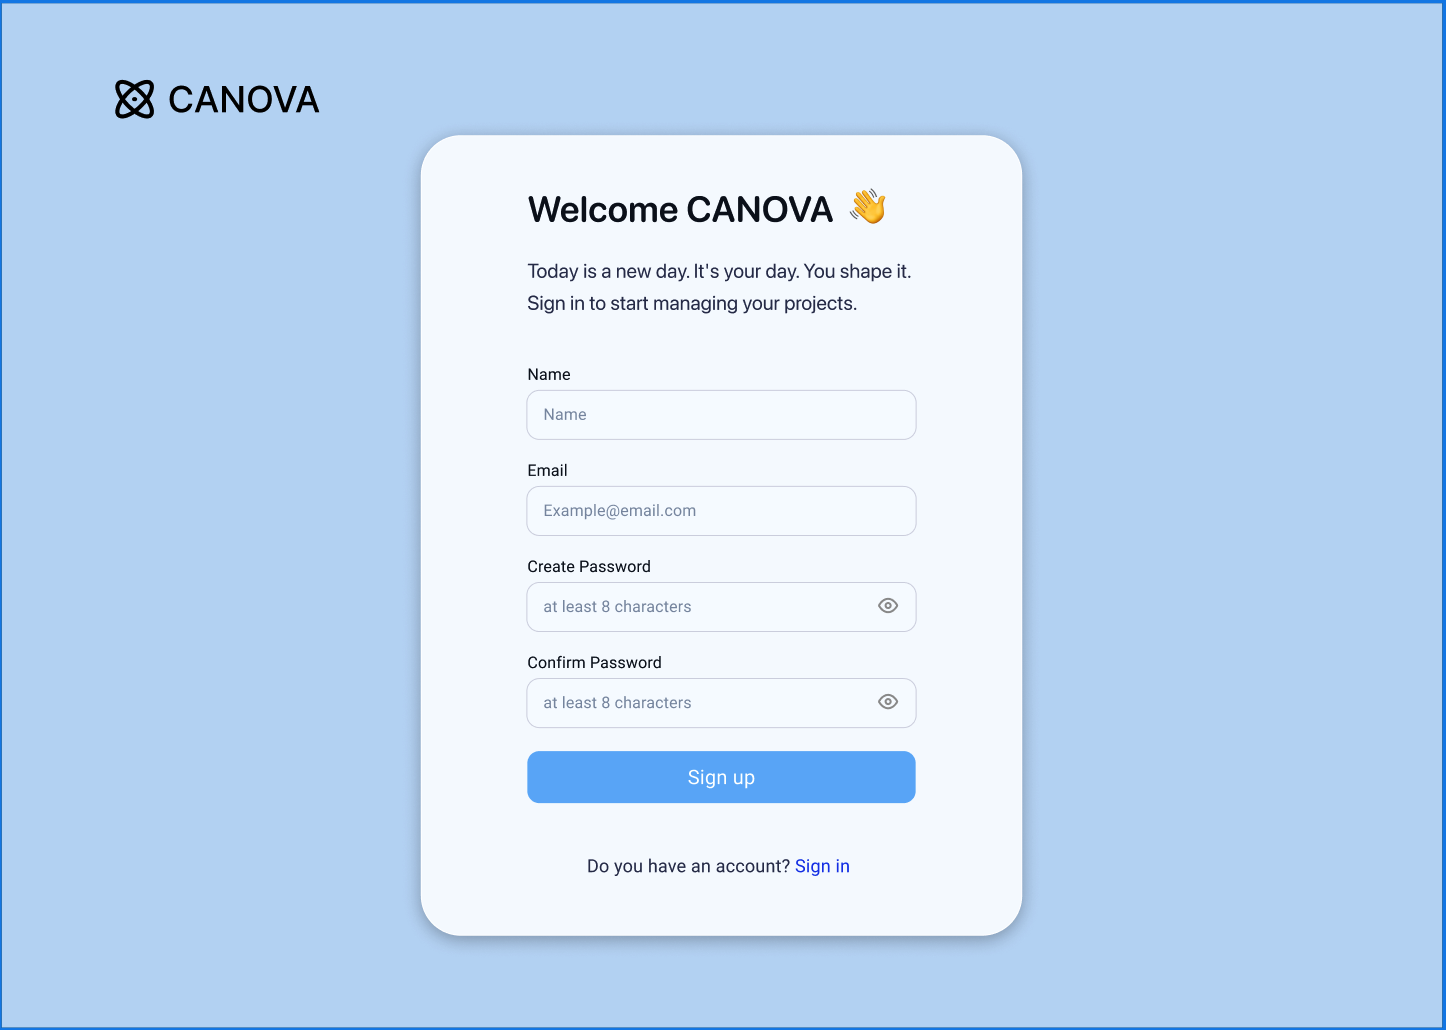 CANOVA
Welcome CANOVA 👋
Today is a new day. It's your day. You shape it.
Sign in to start managing your projects.
Name
Name
Email
Example@email.com
Create Password
at least 8 characters
Confirm Password
at least 8 characters
Sign up
Do you have an account? Sign in